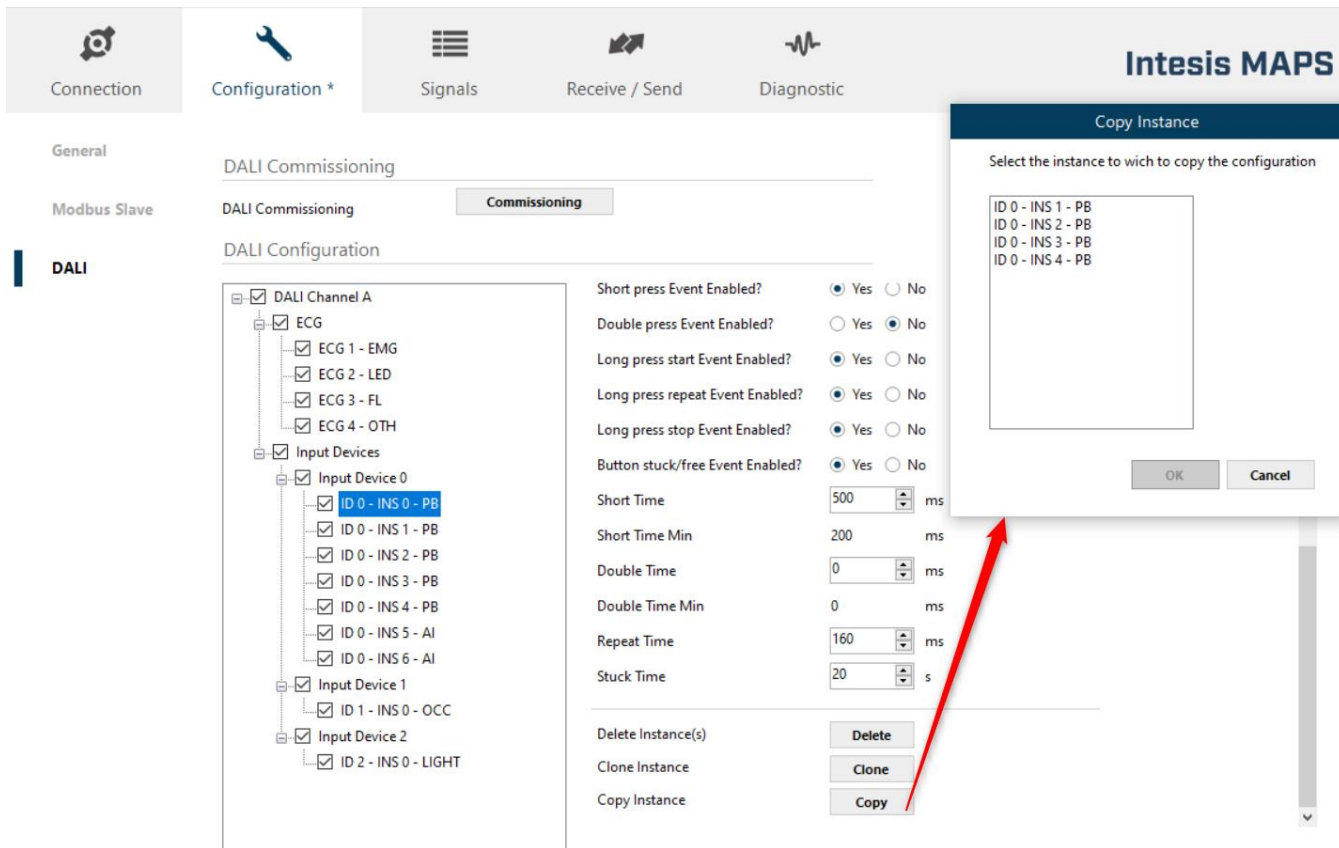 Connection
Configuration *
Signals
Receive / Send
Diagnostic
Intesis MAPS
General
Modbus Slave
DALI
DALI Commissioning
DALI Commissioning
Commissioning
DALI Configuration
DALI Channel A
ECG
ECG 1 - EMG
ECG 2 - LED
ECG 3 - FL
ECG 4 - OTH
Input Devices
Input Device 0
ID 0 - INS 0 - PB
ID 0 - INS 1 - PB
ID 0 - INS 2 - PB
ID 0 - INS 3 - PB
ID 0 - INS 4 - PB
ID 0 - INS 5 - AI
ID 0 - INS 6 - AI
Input Device 1
ID 1 - INS 0 - OCC
Input Device 2
ID 2 - INS 0 - LIGHT
Short press Event Enabled? Yes No
Double press Event Enabled? Yes No
Long press start Event Enabled? Yes No
Long press repeat Event Enabled? Yes No
Long press stop Event Enabled? Yes No
Button stuck/free Event Enabled? Yes No
Short Time 500 ms
Short Time Min 200 ms
Double Time 0 ms
Double Time Min 0 ms
Repeat Time 160 ms
Stuck Time 20 s
Delete Instance(s) Delete
Clone Instance Clone
Copy Instance Copy
Copy Instance
Select the instance to wich to copy the configuration
ID 0 - INS 1 - PB
ID 0 - INS 2 - PB
ID 0 - INS 3 - PB
ID 0 - INS 4 - PB
OK Cancel